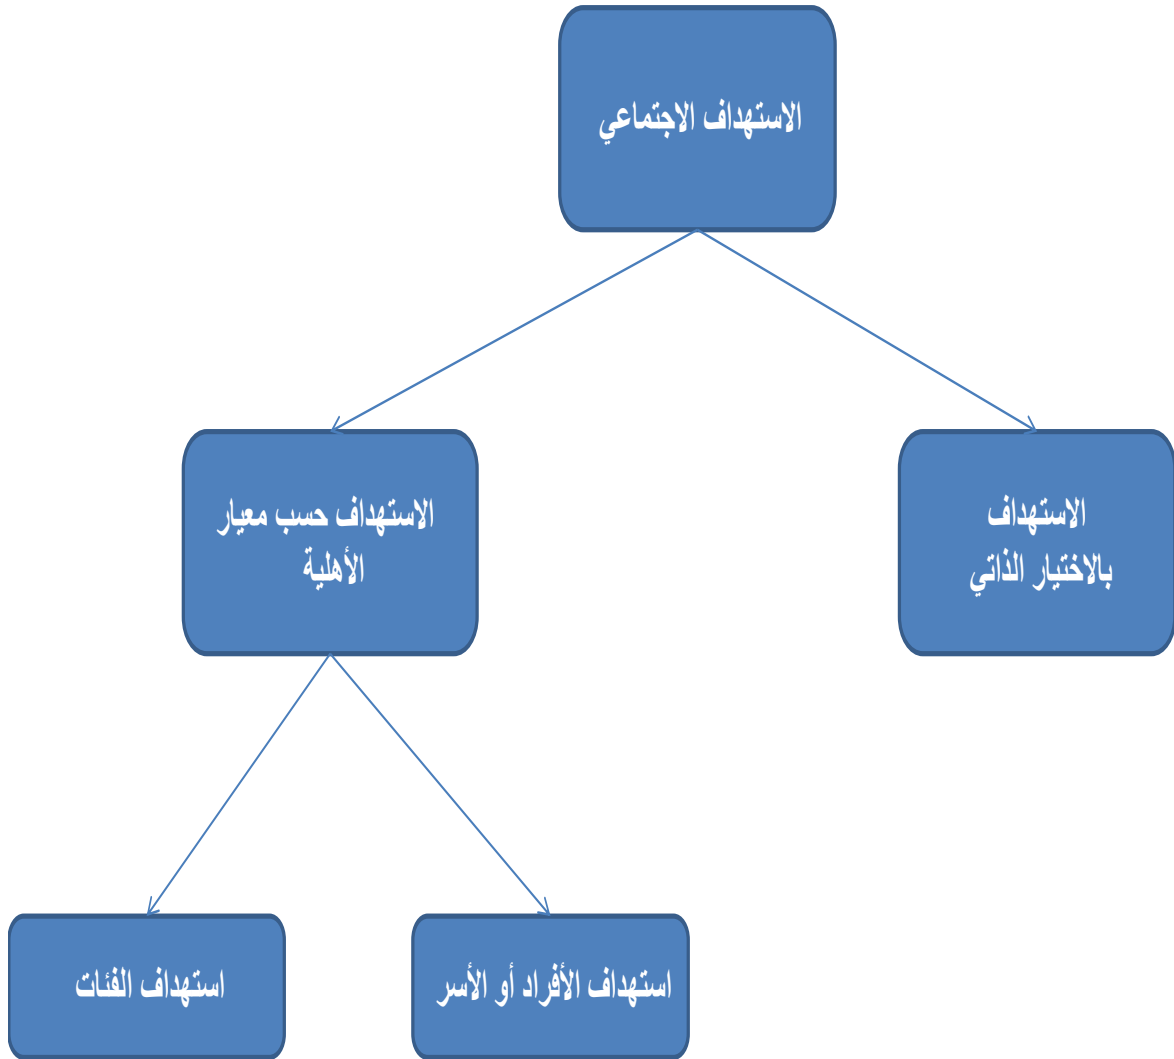 الاستهداف الاجتماعي
الاستهداف
بالاختيار الذاتي
الاستهداف حسب معيار
الأهلية
استهداف الأفراد أو الأسر
استهداف الفئات